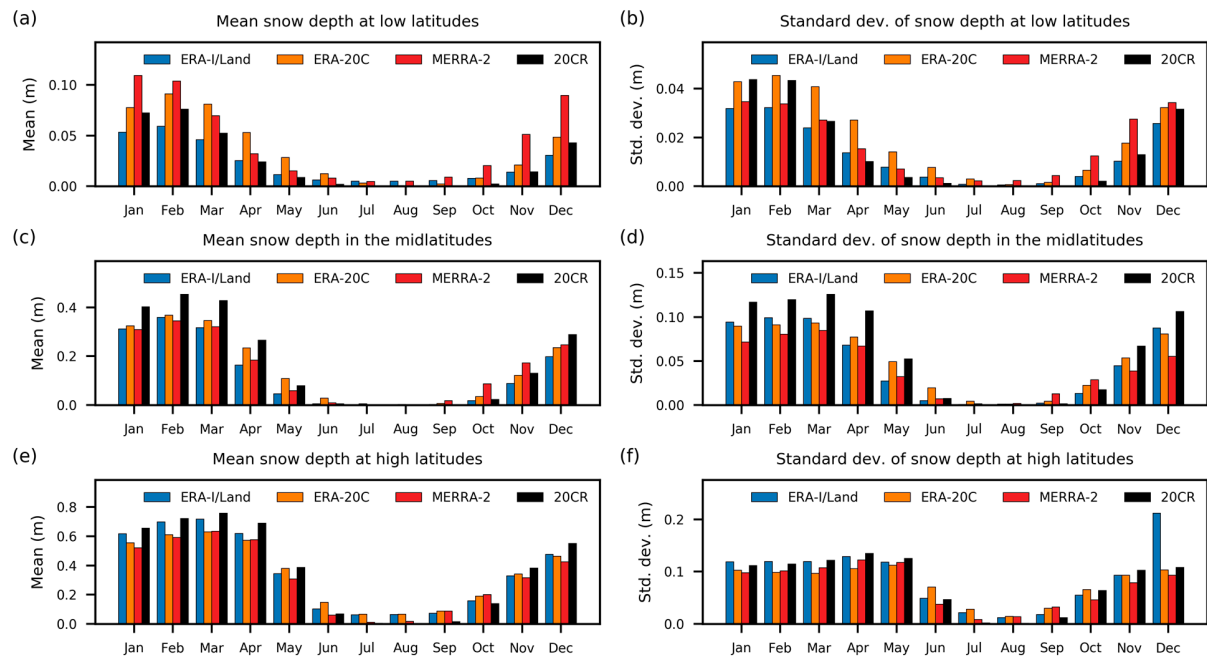 (a) Mean snow depth at low latitudes
ERA-I/Land ERA-20C MERRA-2 20CR
Mean (m)
0.10
0.05
0.00
Jan Feb Mar Apr May Jun Jul Aug Sep Oct Nov Dec
(b) Standard dev. of snow depth at low latitudes
ERA-I/Land ERA-20C MERRA-2 20CR
Std. dev. (m)
0.04
0.02
0.00
Jan Feb Mar Apr May Jun Jul Aug Sep Oct Nov Dec
(c) Mean snow depth in the midlatitudes
ERA-I/Land ERA-20C MERRA-2 20CR
Mean (m)
0.4
0.2
0.0
Jan Feb Mar Apr May Jun Jul Aug Sep Oct Nov Dec
(d) Standard dev. of snow depth in the midlatitudes
ERA-I/Land ERA-20C MERRA-2 20CR
Std. dev. (m)
0.15
0.10
0.05
0.00
Jan Feb Mar Apr May Jun Jul Aug Sep Oct Nov Dec
(e) Mean snow depth at high latitudes
ERA-I/Land ERA-20C MERRA-2 20CR
Mean (m)
0.8
0.6
0.4
0.2
0.0
Jan Feb Mar Apr May Jun Jul Aug Sep Oct Nov Dec
(f) Standard dev. of snow depth at high latitudes
ERA-I/Land ERA-20C MERRA-2 20CR
Std. dev. (m)
0.2
0.1
0.0
Jan Feb Mar Apr May Jun Jul Aug Sep Oct Nov Dec